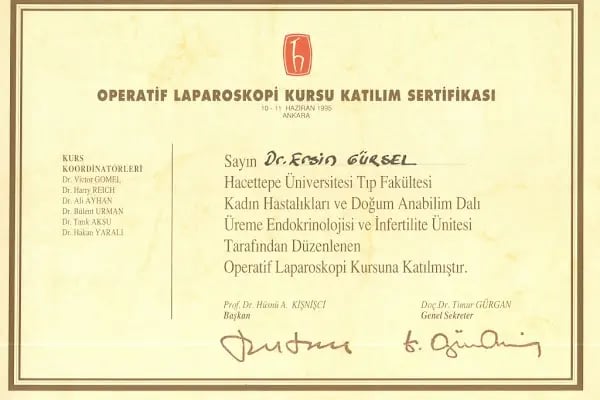 OPERATİF LAPAROSKOPİ KURSU KATILIM SERTİFİKASI
10 - 11 HAZİRAN 1995
ANKARA
KURS
KOORDİNATÖRLERİ
Dr. Victor GOMEL
Dr. Harry REICH
Dr. Ali AYHAN
Dr. Bülent URMAN
Dr. Tarık AKSU
Dr. Hakan YARALI
Sayın Dr. Ersin GÜRSEL
Hacettepe Üniversitesi Tıp Fakültesi
Kadın Hastalıkları ve Doğum Anabilim Dalı
Üreme Endokrinolojisi ve İnfertilite Ünitesi
Tarafından Düzenlenen
Operatif Laparoskopi Kursuna Katılmıştır.
Prof. Dr. Hüsnü A. KİŞNİŞCİ
Başkan
Doç.Dr. Timur GÜRGAN
Genel Sekreter